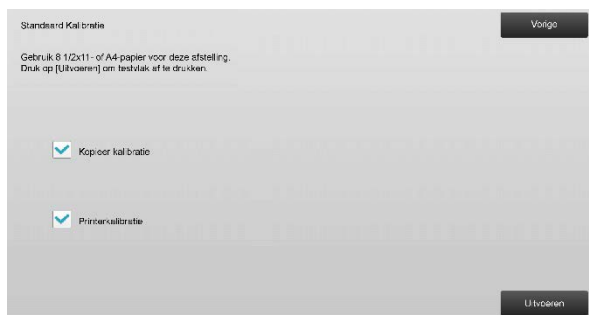 Standaard Kalibratie
Vorige
Gebruik 8 1/2x11- of A4-papier voor deze afstelling.
Druk op [Uitvoeren] om testvlak af te drukken.
Kopieer kalibratie
Printerkalibratie
Uitvoeren